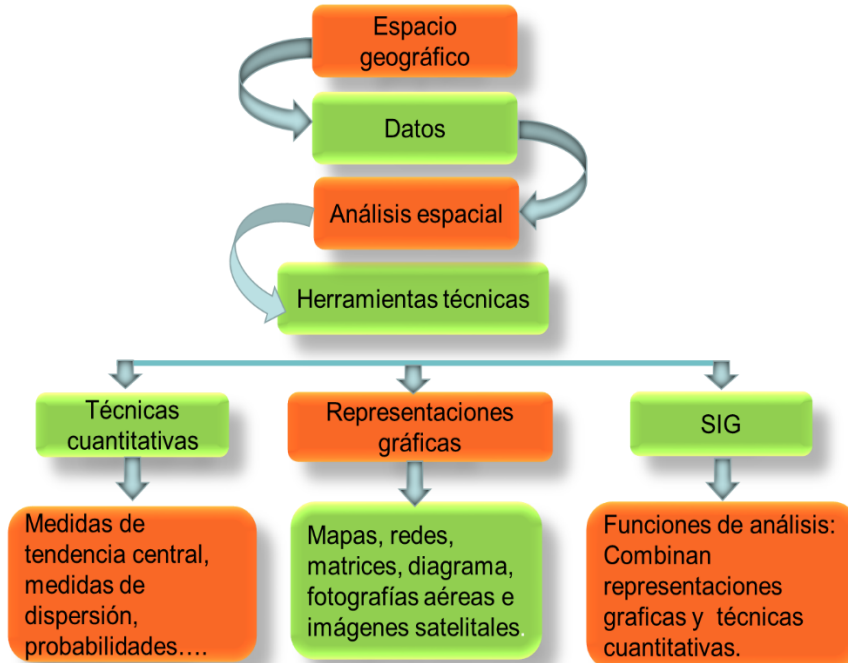 Espacio
geográfico
Datos
Análisis espacial
Herramientas técnicas
Técnicas
cuantitativas
Representaciones
gráficas
SIG
Medidas de
tendencia central,
medidas de
dispersión,
probabilidades….
Mapas, redes,
matrices, diagrama,
fotografías aéreas e
imágenes satelitales.
Funciones de análisis:
Combinan
representaciones
graficas y técnicas
cuantitativas.